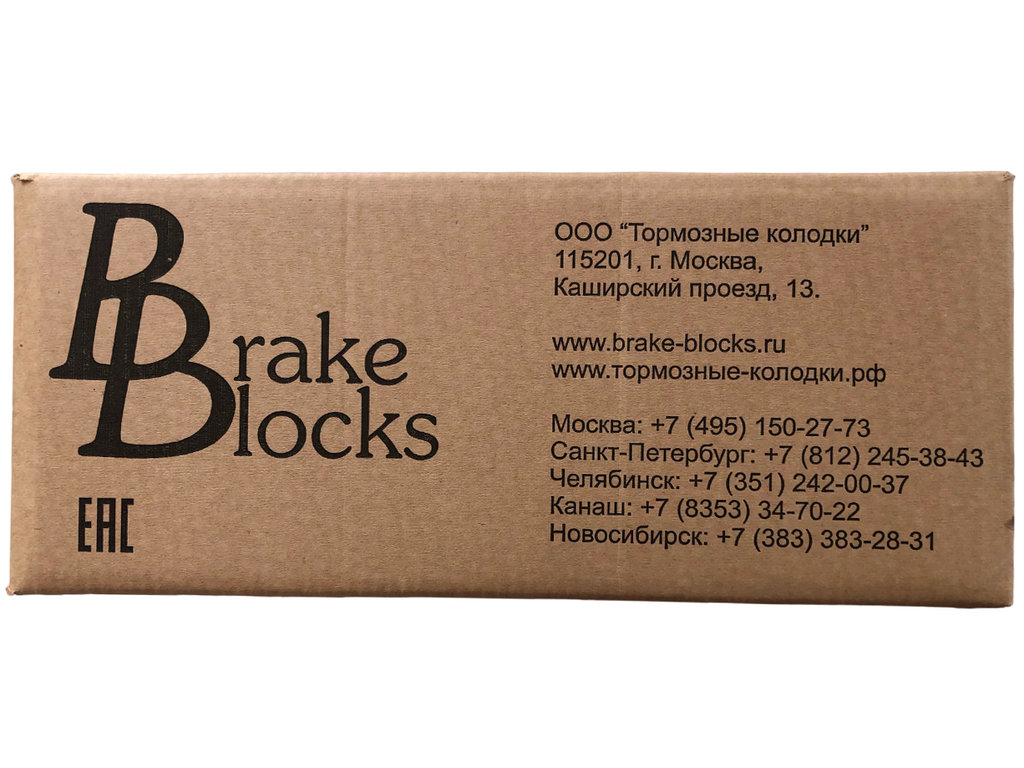 Brake
Blocks
EAC
ООО “Тормозные колодки”
115201, г. Москва,
Каширский проезд, 13.
www.brake-blocks.ru
www.тормозные-колодки.рф
Москва: +7 (495) 150-27-73
Санкт-Петербург: +7 (812) 245-38-43
Челябинск: +7 (351) 242-00-37
Канаш: +7 (8353) 34-70-22
Новосибирск: +7 (383) 383-28-31